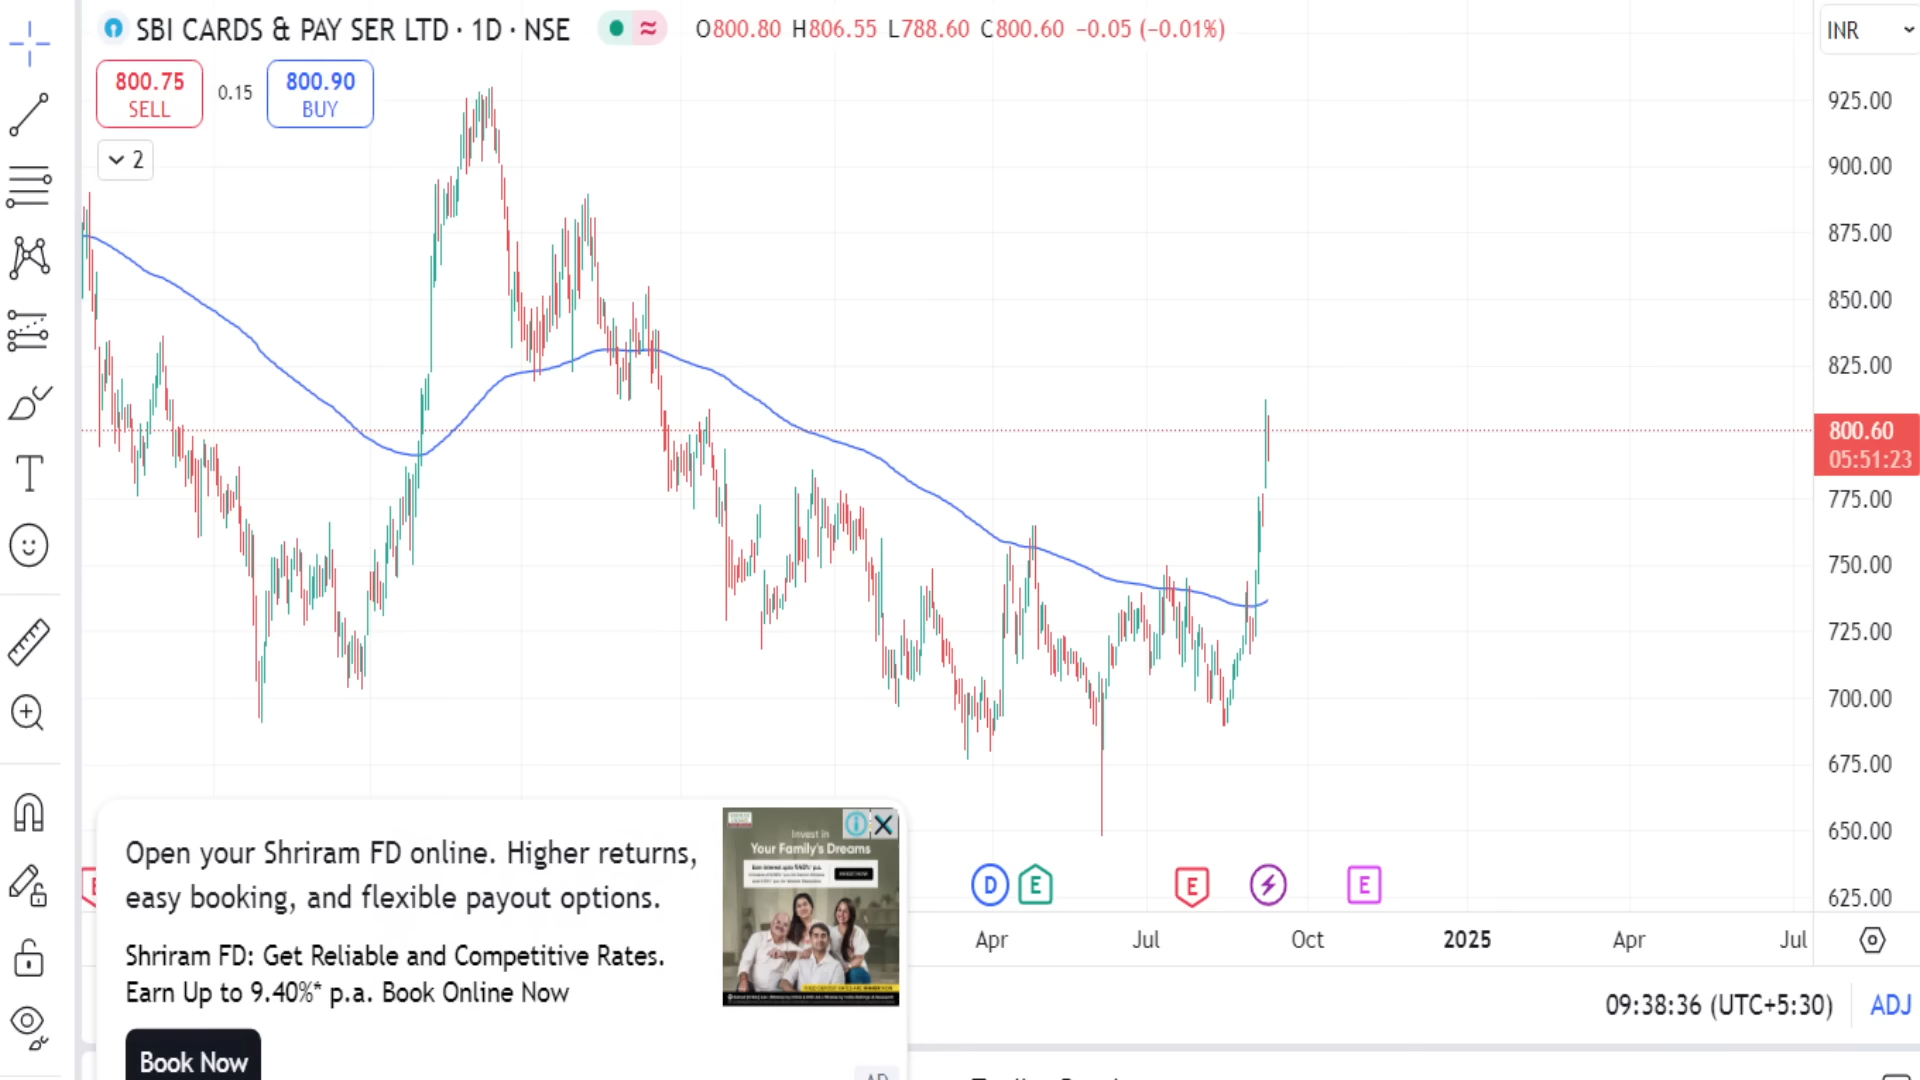 SBI CARDS & PAY SER LTD · 1D · NSE
O800.80 H806.55 L788.60 C800.60 −0.05 (−0.01%)
INR
800.75
SELL
0.15
800.90
BUY
2
925.00
900.00
875.00
850.00
825.00
800.60
05:51:23
775.00
750.00
725.00
700.00
675.00
650.00
625.00
Open your Shriram FD online. Higher returns,
easy booking, and flexible payout options.
Shriram FD: Get Reliable and Competitive Rates.
Earn Up to 9.40%* p.a. Book Online Now
Book Now
Invest in
Your Family's Dreams
AD
D
E
E
E
Apr
Jul
Oct
2025
Apr
Jul
09:38:36 (UTC+5:30)
ADJ